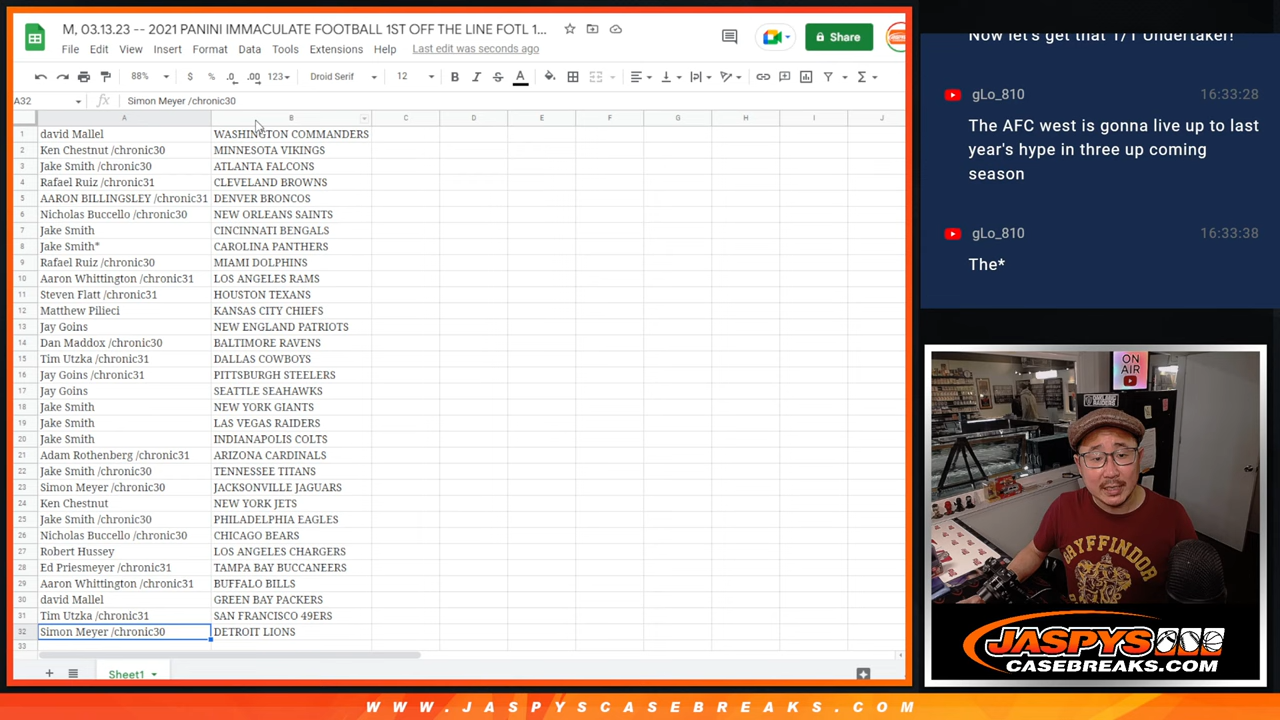 M, 03.13.23 -- 2021 PANINI IMMACULATE FOOTBALL 1ST OFF THE LINE FOTL 1...
File Edit View Insert Format Data Tools Extensions Help Last edit was seconds ago
Share
88% $ % .0 .00 123 Droid Serif 12 B I S A
A32 fx Simon Meyer /chronic30
A B C D E F G H I J
1 david Mallel WASHINGTON COMMANDERS
2 Ken Chestnut /chronic30 MINNESOTA VIKINGS
3 Jake Smith /chronic30 ATLANTA FALCONS
4 Rafael Ruiz /chronic31 CLEVELAND BROWNS
5 AARON BILLINGSLEY /chronic31 DENVER BRONCOS
6 Nicholas Buccello /chronic30 NEW ORLEANS SAINTS
7 Jake Smith CINCINNATI BENGALS
8 Jake Smith* CAROLINA PANTHERS
9 Rafael Ruiz /chronic30 MIAMI DOLPHINS
10 Aaron Whittington /chronic31 LOS ANGELES RAMS
11 Steven Flatt /chronic31 HOUSTON TEXANS
12 Matthew Pilieci KANSAS CITY CHIEFS
13 Jay Goins NEW ENGLAND PATRIOTS
14 Dan Maddox /chronic30 BALTIMORE RAVENS
15 Tim Utzka /chronic31 DALLAS COWBOYS
16 Jay Goins /chronic31 PITTSBURGH STEELERS
17 Jay Goins SEATTLE SEAHAWKS
18 Jake Smith NEW YORK GIANTS
19 Jake Smith LAS VEGAS RAIDERS
20 Jake Smith INDIANAPOLIS COLTS
21 Adam Rothenberg /chronic31 ARIZONA CARDINALS
22 Jake Smith /chronic30 TENNESSEE TITANS
23 Simon Meyer /chronic30 JACKSONVILLE JAGUARS
24 Ken Chestnut NEW YORK JETS
25 Jake Smith /chronic30 PHILADELPHIA EAGLES
26 Nicholas Buccello /chronic30 CHICAGO BEARS
27 Robert Hussey LOS ANGELES CHARGERS
28 Ed Priesmeyer /chronic31 TAMPA BAY BUCCANEERS
29 Aaron Whittington /chronic31 BUFFALO BILLS
30 david Mallel GREEN BAY PACKERS
31 Tim Utzka /chronic31 SAN FRANCISCO 49ERS
32 Simon Meyer /chronic30 DETROIT LIONS
33
Sheet1
Now let's get that 1/1 Undertaker!
gLo_810 16:33:28
The AFC west is gonna live up to last
year's hype in three up coming
season
gLo_810 16:33:38
The*
ON
AIR
GRYFFINDOR
JASPYS
CASEBREAKS.COM
WWW.JASPYSCASEBREAKS.COM